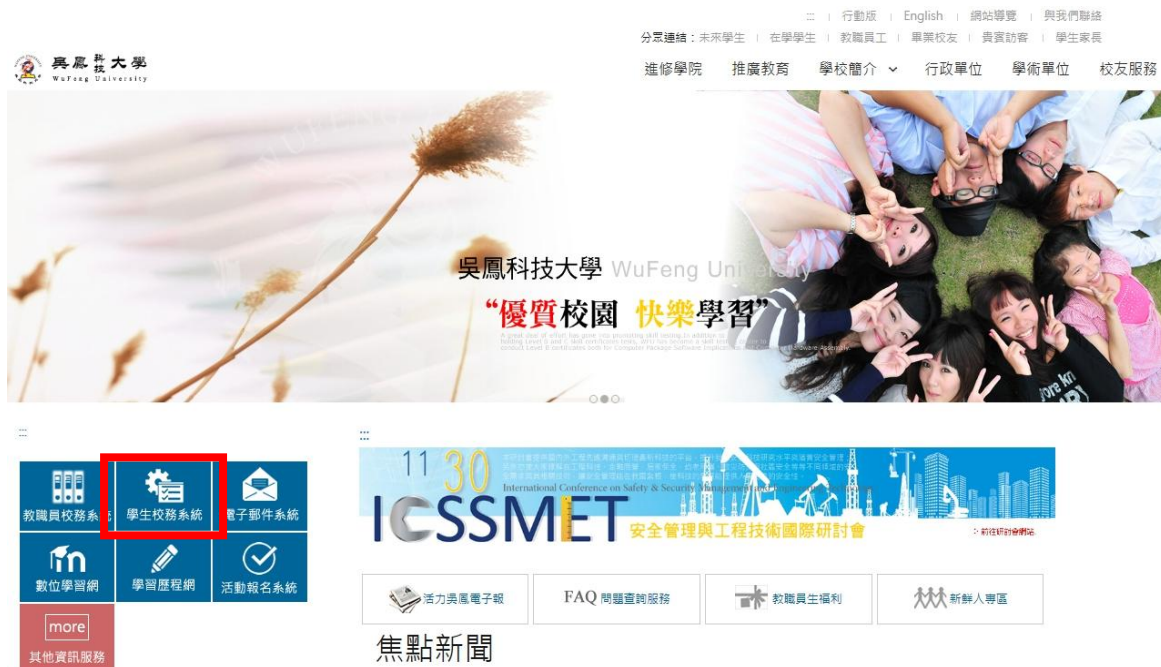 ::: | 行動版 | English | 網站導覽 | 與我們聯絡
分眾連結：未來學生 | 在學學生 | 教職員工 | 畢業校友 | 貴賓訪客 | 學生家長
吳鳳科技大學
WuFeng University
進修學院 推廣教育 學校簡介 行政單位 學術單位 校友服務
吳鳳科技大學 WuFeng University
“優質校園 快樂學習”
:::
:::
教職員校務系統 學生校務系統 電子郵件系統
數位學習網 學習歷程網 活動報名系統
more
其他資訊服務
11 30
International Conference on Safety & Security Management and Engineering Technology
ICSSMET
安全管理與工程技術國際研討會
> 前往研討會網站
活力吳鳳電子報 FAQ 問題查詢服務 教職員生福利 新鮮人專區
焦點新聞